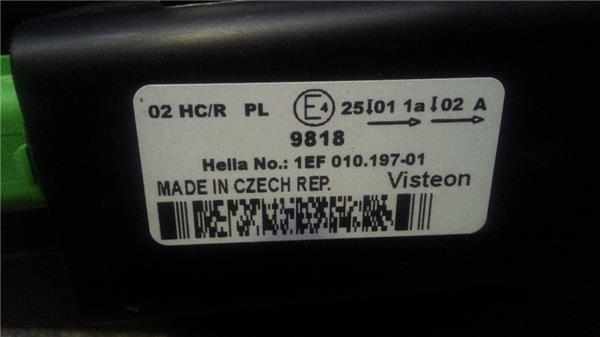 02 HC/R PL E4 25↓01 1a↓02 A
9818
Hella No.: 1EF 010.197-01
MADE IN CZECH REP. Visteon